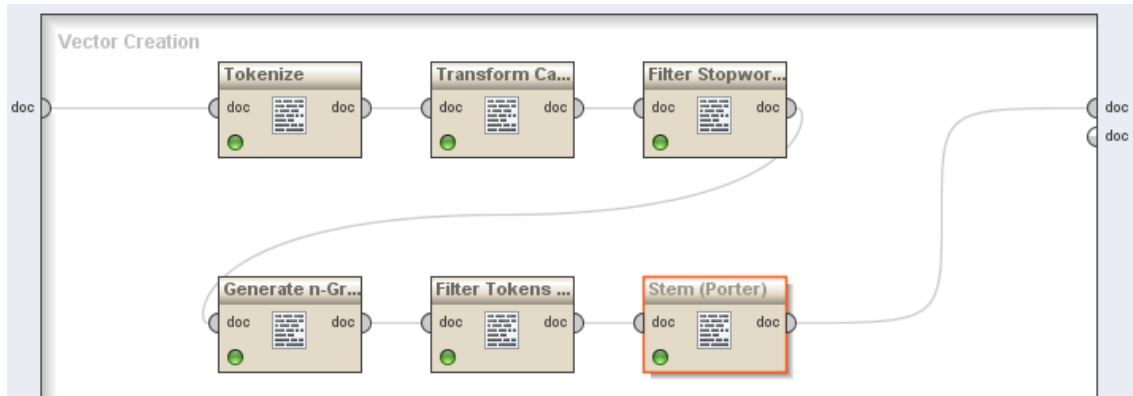 Vector Creation
Tokenize
Transform Ca...
Filter Stopwor...
doc
doc doc
doc doc
doc doc
doc
doc
Generate n-Gr...
Filter Tokens ...
Stem (Porter)
doc doc
doc doc
doc doc